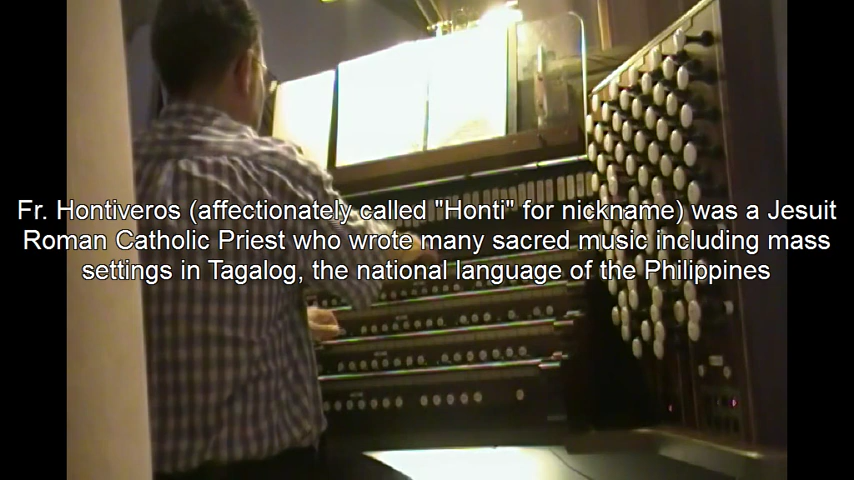 Fr. Hontiveros (affectionately called "Honti" for nickname) was a Jesuit
Roman Catholic Priest who wrote many sacred music including mass
settings in Tagalog, the national language of the Philippines